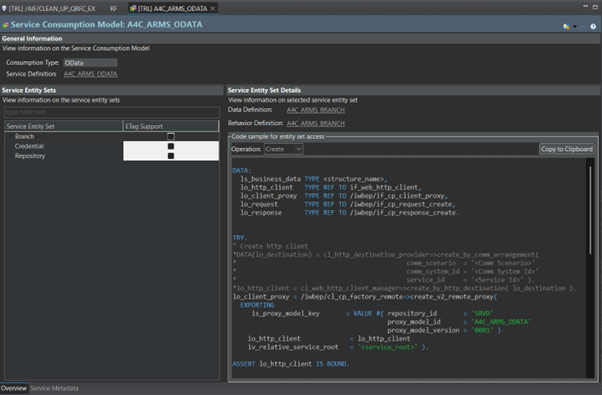 [TRL] /AIF/CLEAN_UP_QRFC_EX
RF
[TRL] A4C_ARMS_ODATA
Service Consumption Model: A4C_ARMS_ODATA
General Information
View information on the Service Consumption Model
Consumption Type: OData
Service Definition: A4C_ARMS_ODATA
Service Entity Sets
View information on the service entity sets
type filter text
Service Entity Set ETag Support
Branch
Credential
Repository
Service Entity Set Details
View information on selected service entity set
Data Definition: A4C_ARMS_BRANCH
Behavior Definition: A4C_ARMS_BRANCH
Code sample for entity set access
Operation: Create Copy to Clipboard
DATA:
ls_business_data TYPE <structure_name>,
lo_http_client TYPE REF TO if_web_http_client,
lo_client_proxy TYPE REF TO /iwbep/if_cp_client_proxy,
lo_request TYPE REF TO /iwbep/if_cp_request_create,
lo_response TYPE REF TO /iwbep/if_cp_response_create.
TRY.
* Create http client
*DATA(lo_destination) = cl_http_destination_provider=>create_by_comm_arrangement(
* comm_scenario = '<Comm Scenario>'
* comm_system_id = '<Comm System Id>'
* service_id = '<Service Id>' ).
*lo_http_client = cl_web_http_client_manager=>create_by_http_destination( lo_destination ).
lo_client_proxy = /iwbep/cl_cp_factory_remote=>create_v2_remote_proxy(
EXPORTING
is_proxy_model_key = VALUE #( repository_id = 'SRVD'
proxy_model_id = 'A4C_ARMS_ODATA'
proxy_model_version = '0001' )
io_http_client = lo_http_client
iv_relative_service_root = '<service_root>' ).
ASSERT lo_http_client IS BOUND.
Overview Service Metadata